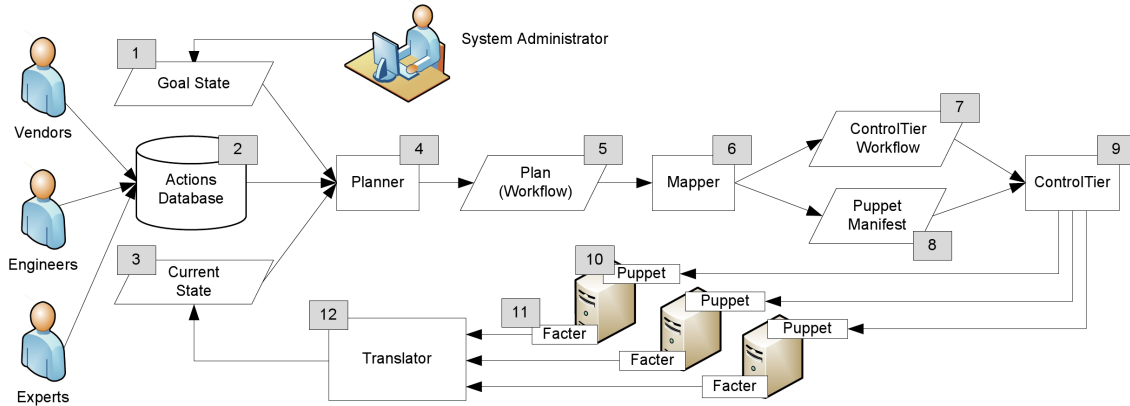 System Administrator
1
Goal State
Vendors
2
Actions
Database
4
Planner
5
Plan
(Workflow)
6
Mapper
7
ControlTier
Workflow
9
ControlTier
Puppet
Manifest
8
Engineers
3
Current
State
10
Puppet
Puppet
Puppet
11
Facter
Facter
Facter
12
Translator
Experts